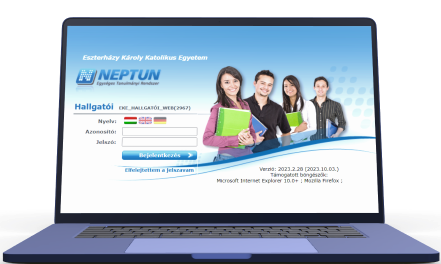 Eszterházy Károly Katolikus Egyetem
NEPTUN
Egységes Tanulmányi Rendszer
Hallgatói EKE_HALLGATÓI_WEB(2967)
Nyelv:
Azonosító:
Jelszó:
Bejelentkezés
Elfelejtettem a jelszavam
Verzió: 2023.2.28 (2023.10.03.)
Támogatott böngészők:
Microsoft Internet Explorer 10.0+ ; Mozilla Firefox ;